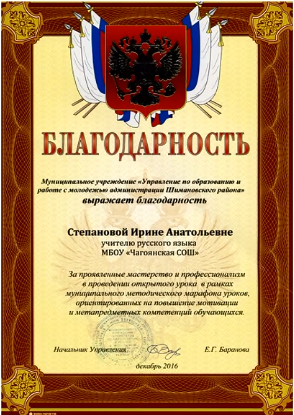 БЛАГОДАРНОСТЬ
Муниципальное учреждение «Управление по образованию и
работе с молодежью администрации Шимановского района»
выражает благодарность
Степановой Ирине Анатольевне
учителю русского языка
МБОУ «Чагоянская СОШ»
За проявленные мастерство и профессионализм
в проведении открытого урока в рамках
муниципального методического марафона уроков,
ориентированных на повышение мотивации
и метапредметных компетенций обучающихся.
Начальник Управления
Е.Г. Баранова
декабрь 2016